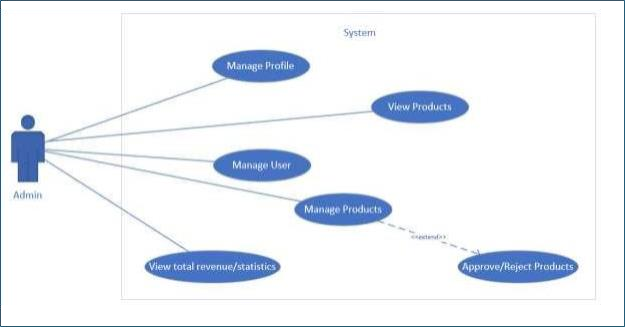 System
Manage Profile
View Products
Admin
Manage User
Manage Products
<<extend>>
View total revenue/statistics
Approve/Reject Products